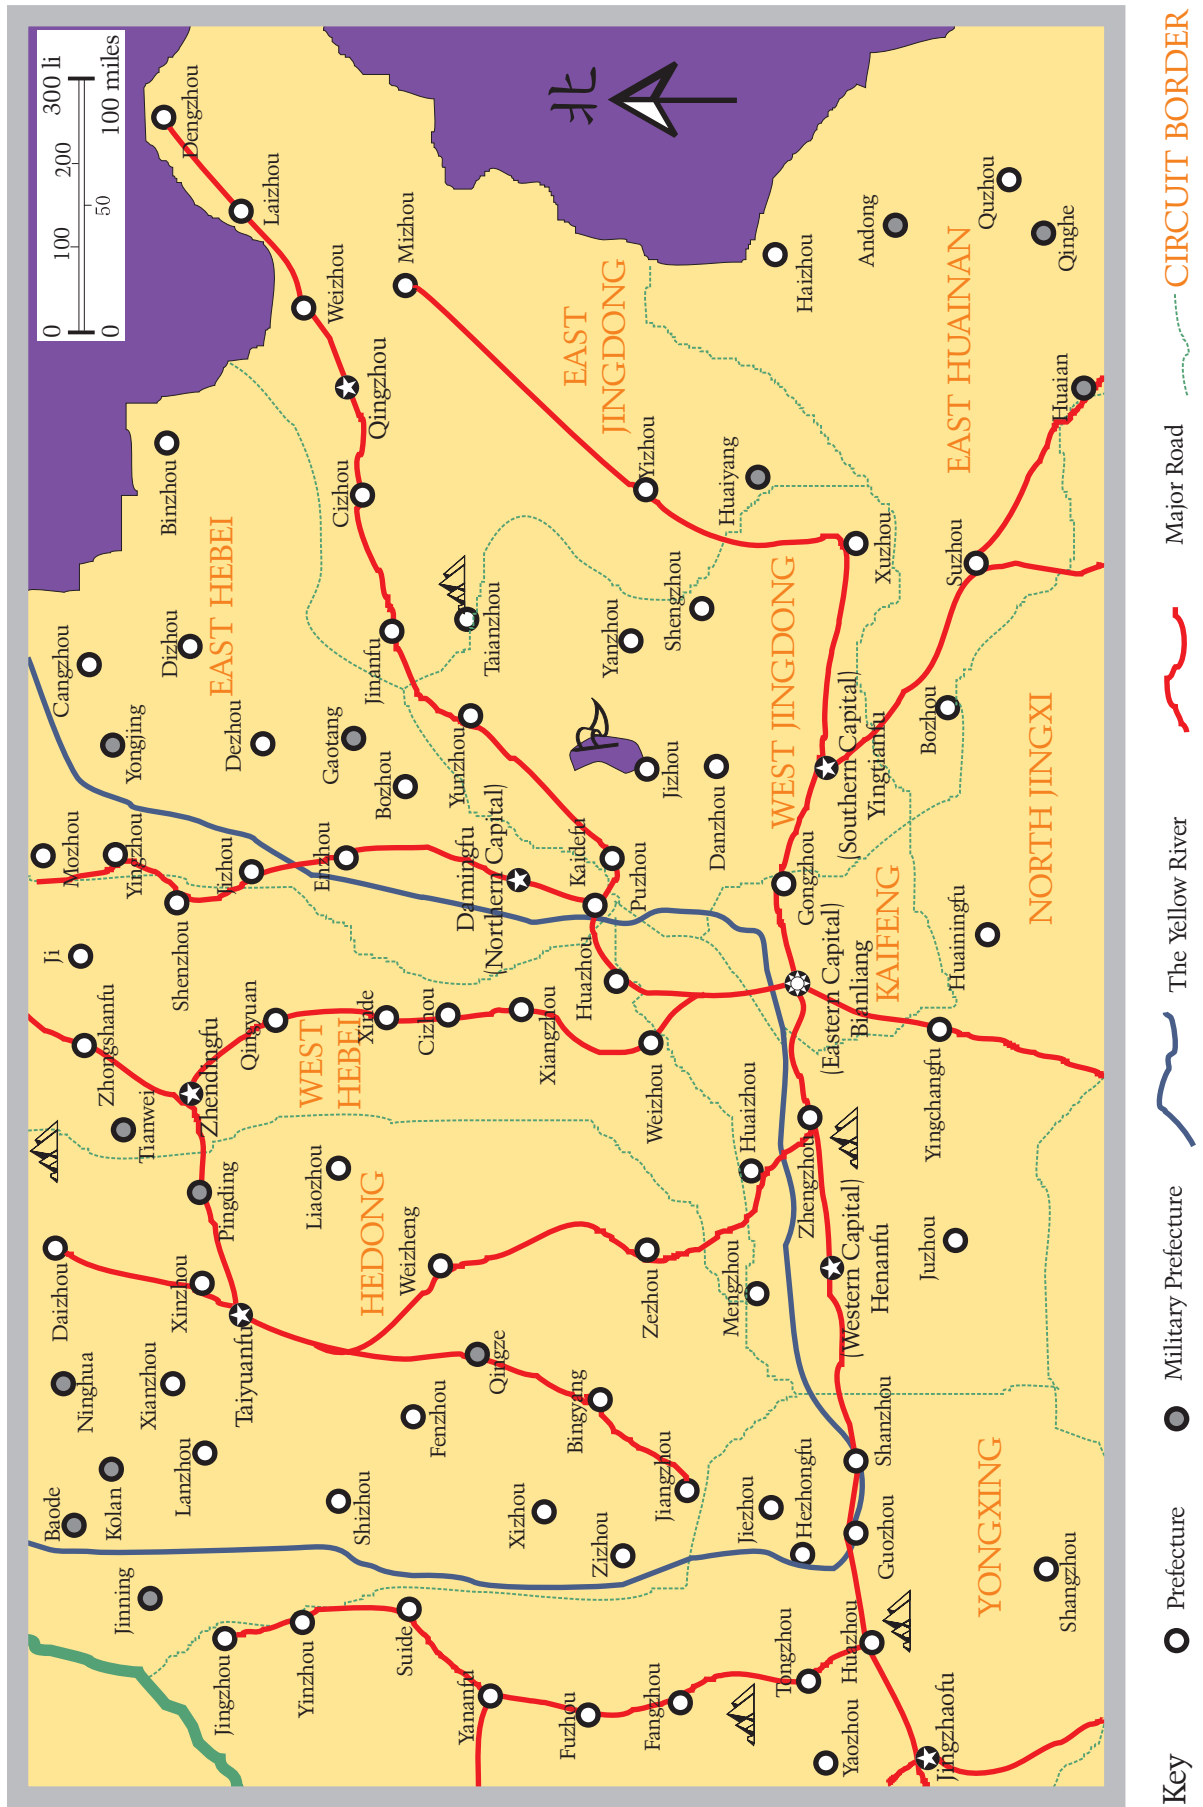 0 100 200 300 li
0 50 100 miles
北
Dengzhou
Laizhou
Weizhou
Mizhou
Qingzhou
Binzhou
Cizhou
EAST HEBEI
Dizhou
Cangzhou
Yongjing
Dezhou
Gaotang
Bozhou
Jinanfu
Taianzhou
Yunzhou
EAST
JINGDONG
Yizhou
Huaiyang
Haizhou
Andong
Quzhou
Qinghe
EAST HUAINAN
Huaian
Xuzhou
Suzhou
Shengzhou
Yanzhou
WEST JINGDONG
Jizhou
Danzhou
(Southern Capital)
Yingtianfu
Bozhou
NORTH JINGXI
Mozhou
Yingzhou
Jizhou
Enzhou
Shenzhou
Damingfu
(Northern Capital)
Kaidefu
Puzhou
Gongzhou
KAIFENG
(Eastern Capital)
Bianliang
Huainingfu
Yingchangfu
Ji
Zhongshanfu
Zhendingfu
Tianwei
Qingyuan
WEST
HEBEI
Xinde
Cizhou
Xiangzhou
Huazhou
Weizhou
Huaizhou
Zhengzhou
Pingding
Liaozhou
HEDONG
Weizheng
Zezhou
Mengzhou
(Western Capital)
Henanfu
Juzhou
Daizhou
Xinzhou
Taiyuanfu
Ninghua
Xianzhou
Lanzhou
Kolan
Baode
Qingze
Fenzhou
Bingyang
Jiangzhou
Shizhou
Xizhou
Zizhou
Jiezhou
Hezhongfu
Shanzhou
Guozhou
YONGXING
Shangzhou
Jinning
Jingzhou
Yinzhou
Suide
Yananfu
Fuzhou
Fangzhou
Tongzhou
Huazhou
Yaozhou
Jingzhaofu
Key
Prefecture
Military Prefecture
The Yellow River
Major Road
CIRCUIT BORDER